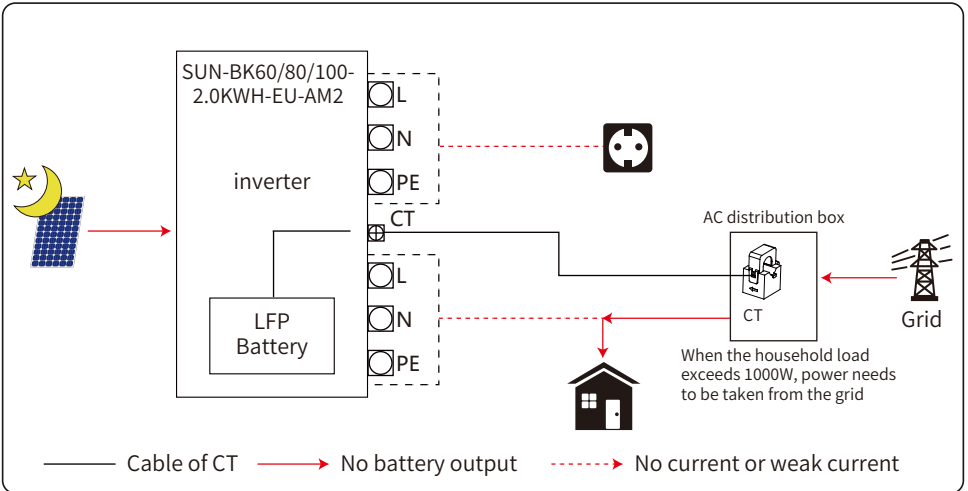 SUN-BK60/80/100-
2.0KWH-EU-AM2
L
N
inverter
PE
CT
AC distribution box
L
N
PE
LFP
Battery
CT
Grid
When the household load
exceeds 1000W, power needs
to be taken from the grid
Cable of CT
No battery output
No current or weak current